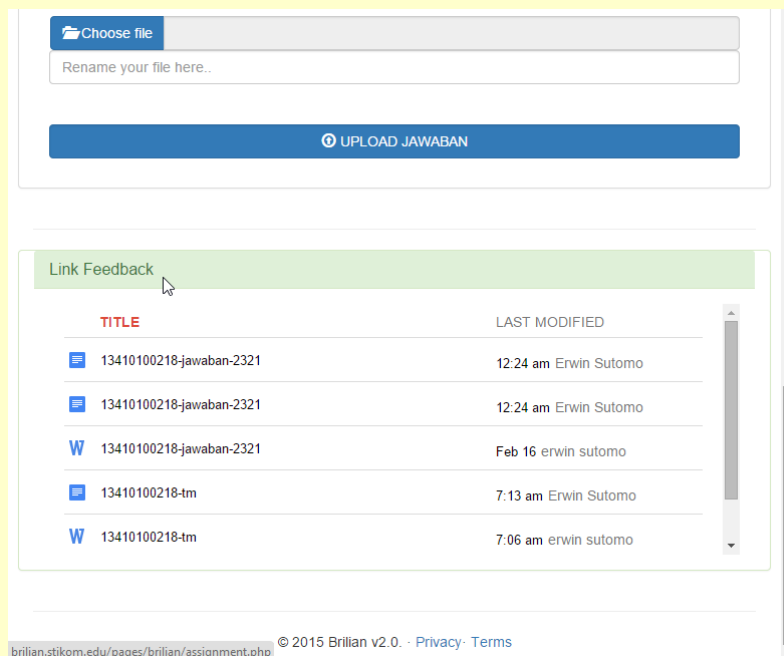 Choose file
Rename your file here..
UPLOAD JAWABAN
Link Feedback
TITLE LAST MODIFIED
13410100218-jawaban-2321 12:24 am Erwin Sutomo
13410100218-jawaban-2321 12:24 am Erwin Sutomo
W 13410100218-jawaban-2321 Feb 16 erwin sutomo
13410100218-tm 7:13 am Erwin Sutomo
W 13410100218-tm 7:06 am erwin sutomo
© 2015 Brilian v2.0. · Privacy· Terms
brilian.stikom.edu/pages/brilian/assignment.php